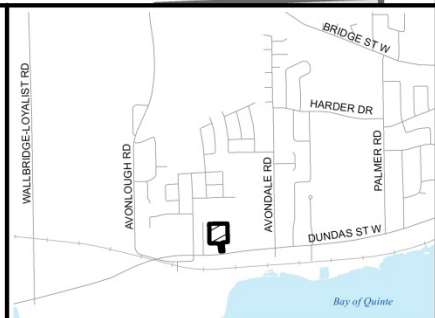 BRIDGE ST W
WALLBRIDGE-LOYALIST RD
HARDER DR
AVONLOUGH RD
AVONDALE RD
PALMER RD
DUNDAS ST W
Bay of Quinte